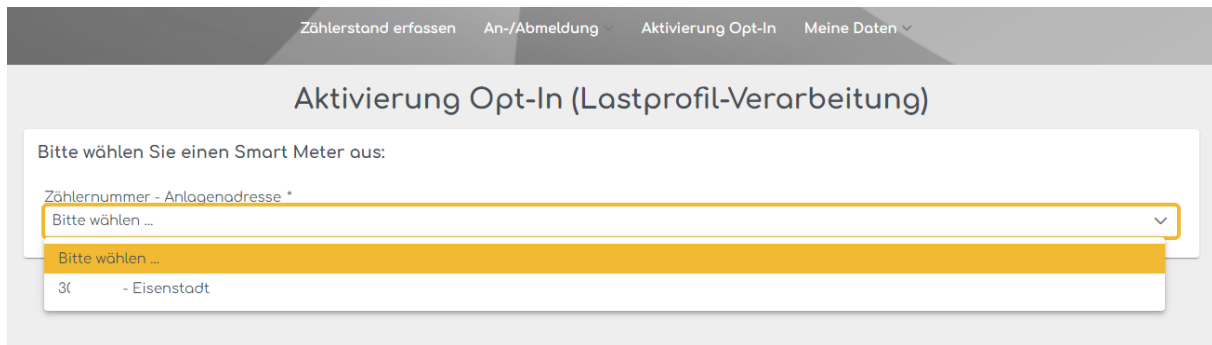 Zählerstand erfassen An-/Abmeldung Aktivierung Opt-In Meine Daten
Aktivierung Opt-In (Lastprofil-Verarbeitung)
Bitte wählen Sie einen Smart Meter aus:
Zählernummer - Anlagenadresse *
Bitte wählen ...
Bitte wählen ...
30 - Eisenstadt